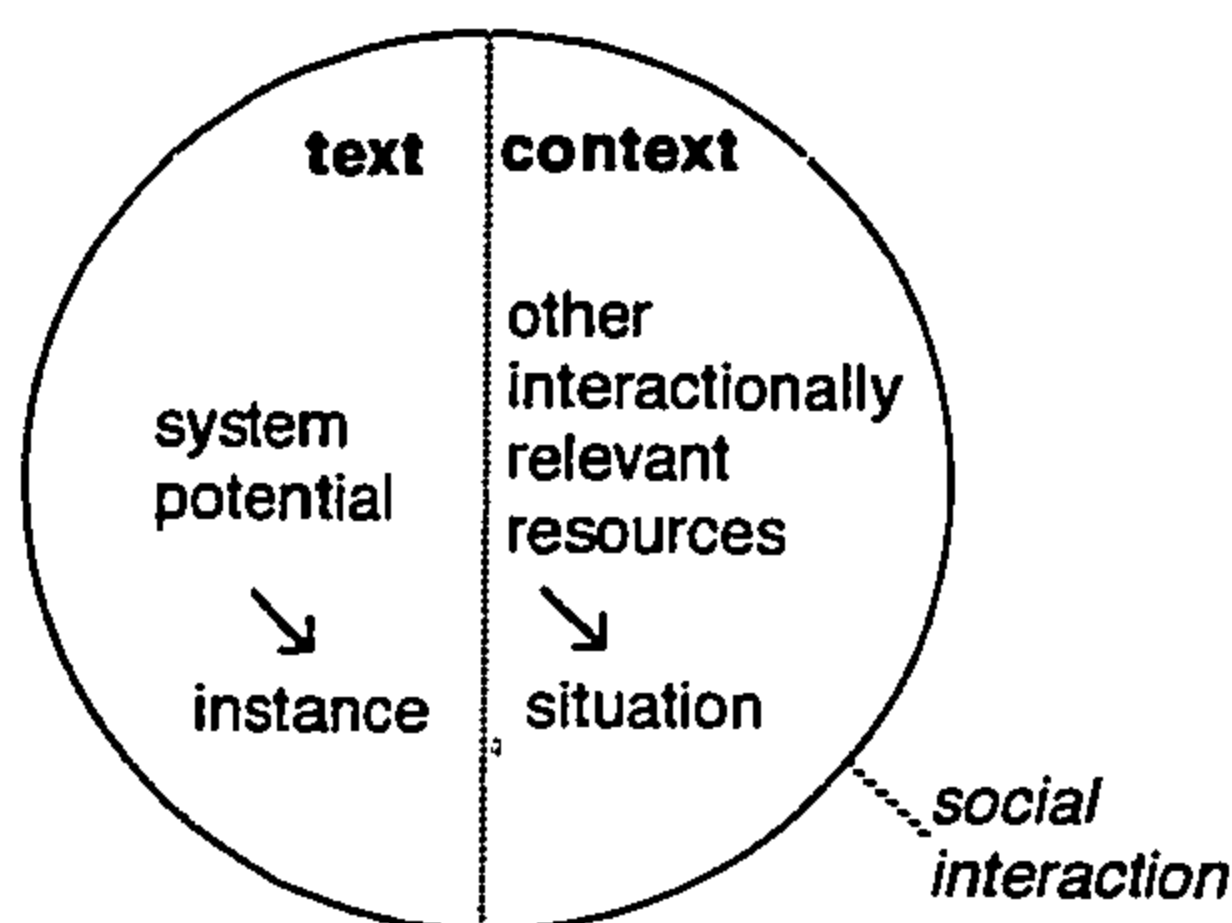 text
context
system
potential
instance
other
interactionally
relevant
resources
situation
social
interaction